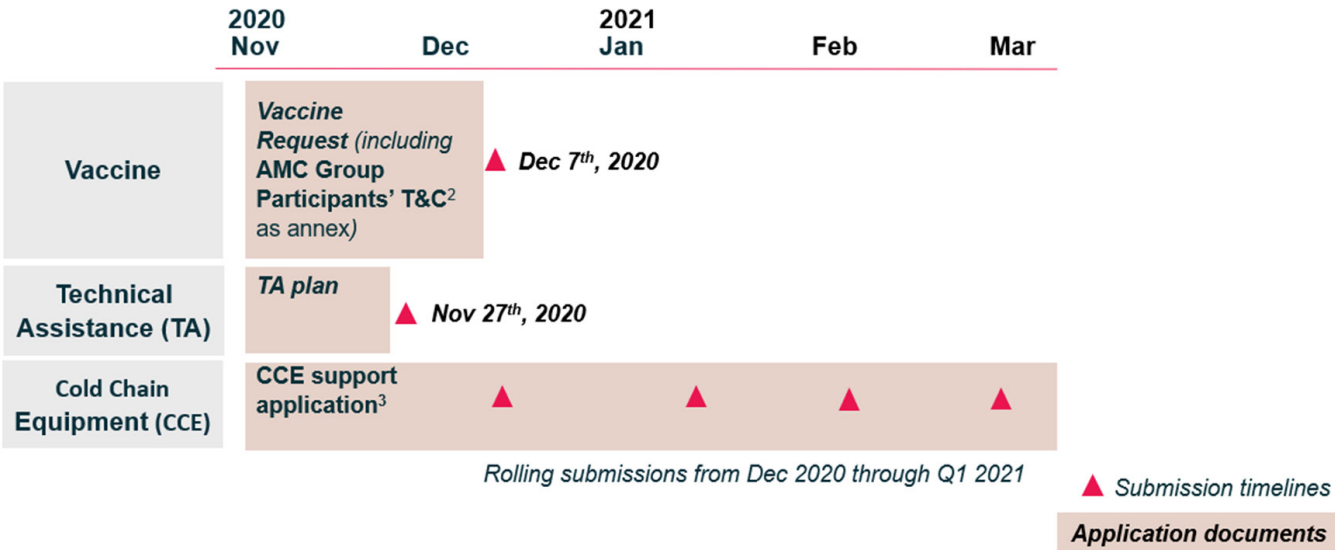 2020 2021
Nov Dec Jan Feb Mar
Vaccine
Vaccine
Request (including
AMC Group
Participants’ T&C2
as annex)
Dec 7th, 2020
Technical
Assistance (TA)
TA plan
Nov 27th, 2020
Cold Chain
Equipment (CCE)
CCE support
application3
Rolling submissions from Dec 2020 through Q1 2021
Submission timelines
Application documents